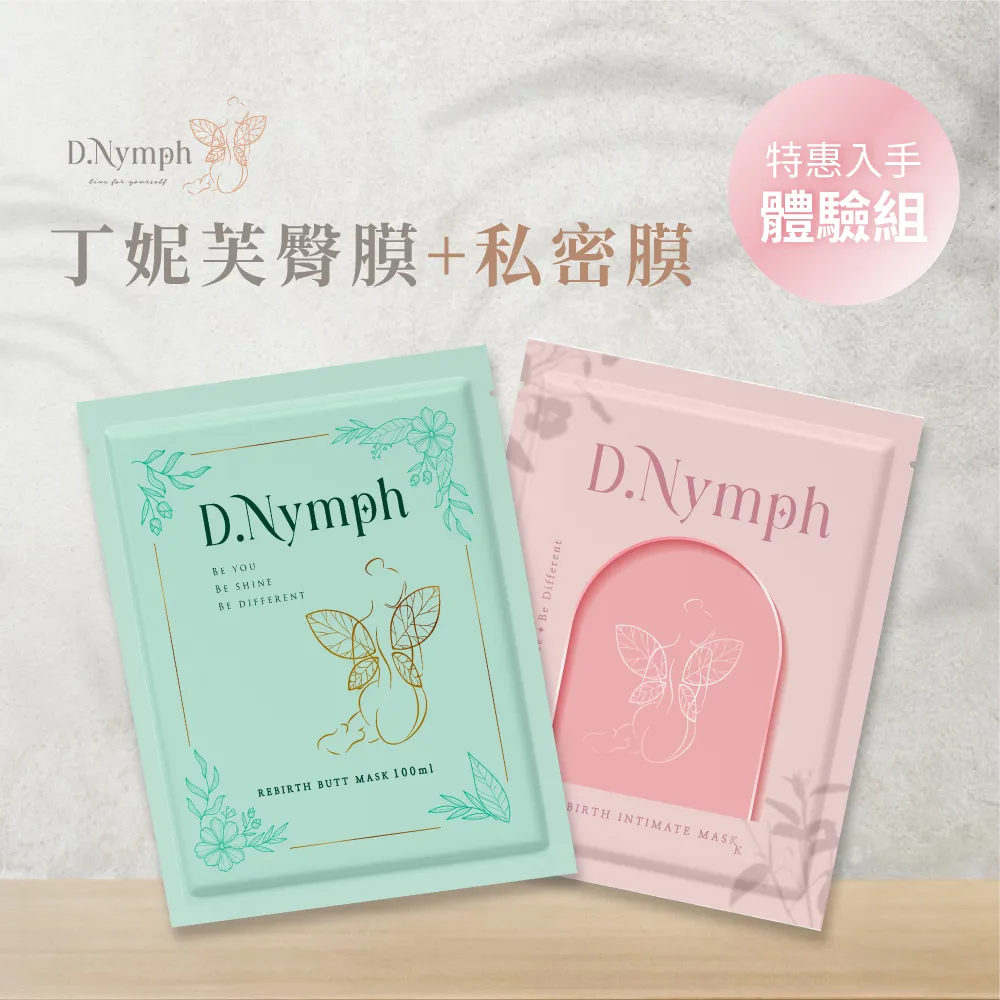 D.Nymph
live for yourself
丁妮芙臀膜+私密膜
特惠入手
體驗組
D.Nymph
BE YOU
BE SHINE
BE DIFFERENT
REBIRTH BUTT MASK 100ml
D.Nymph
Be Different
BIRTH INTIMATE MASK
K